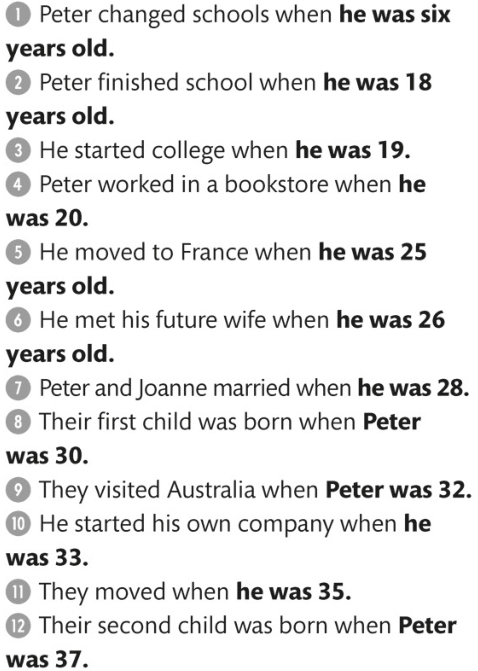 1 Peter changed schools when he was six
years old.
2 Peter finished school when he was 18
years old.
3 He started college when he was 19.
4 Peter worked in a bookstore when he
was 20.
5 He moved to France when he was 25
years old.
6 He met his future wife when he was 26
years old.
7 Peter and Joanne married when he was 28.
8 Their first child was born when Peter
was 30.
9 They visited Australia when Peter was 32.
10 He started his own company when he
was 33.
11 They moved when he was 35.
12 Their second child was born when Peter
was 37.